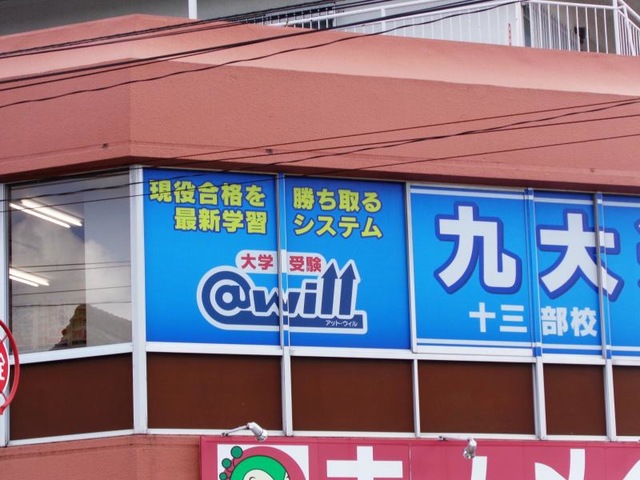 現役合格を 勝ち取る
最新学習 システム
大学 受験
@will
アット・ウィル
九大
十三 部校